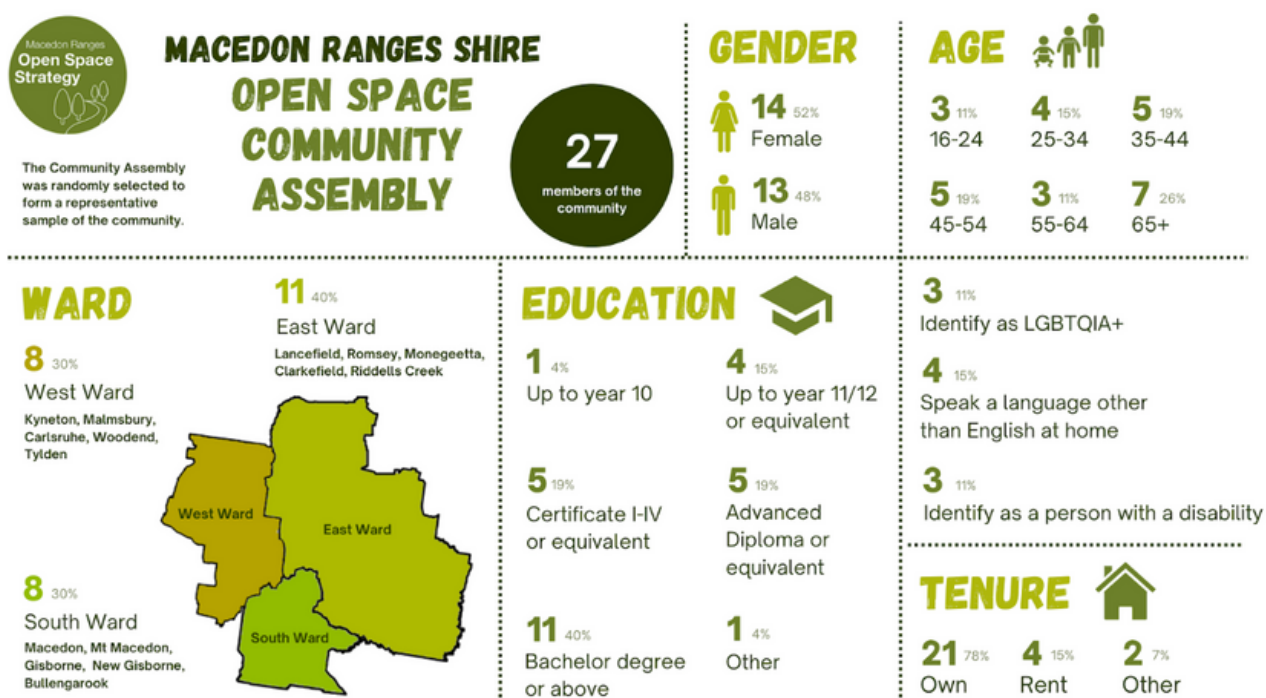 Macedon Ranges
Open Space
Strategy
The Community Assembly
was randomly selected to
form a representative
sample of the community.
MACEDON RANGES SHIRE
OPEN SPACE
COMMUNITY
ASSEMBLY
27
members of the
community
GENDER
14 52%
Female
13 48%
Male
AGE
3 11%
16-24
4 15%
25-34
5 19%
35-44
5 19%
45-54
3 11%
55-64
7 26%
65+
WARD
11 40%
East Ward
Lancefield, Romsey, Monegeetta,
Clarkefield, Riddells Creek
8 30%
West Ward
Kyneton, Malmsbury,
Carlsruhe, Woodend,
Tylden
West Ward
East Ward
South Ward
8 30%
South Ward
Macedon, Mt Macedon,
Gisborne, New Gisborne,
Bullengarook
EDUCATION
1 4%
Up to year 10
4 15%
Up to year 11/12
or equivalent
5 19%
Certificate I-IV
or equivalent
5 19%
Advanced
Diploma or
equivalent
11 40%
Bachelor degree
or above
1 4%
Other
3 11%
Identify as LGBTQIA+
4 15%
Speak a language other
than English at home
3 11%
Identify as a person with a disability
TENURE
21 78%
Own
4 15%
Rent
2 7%
Other